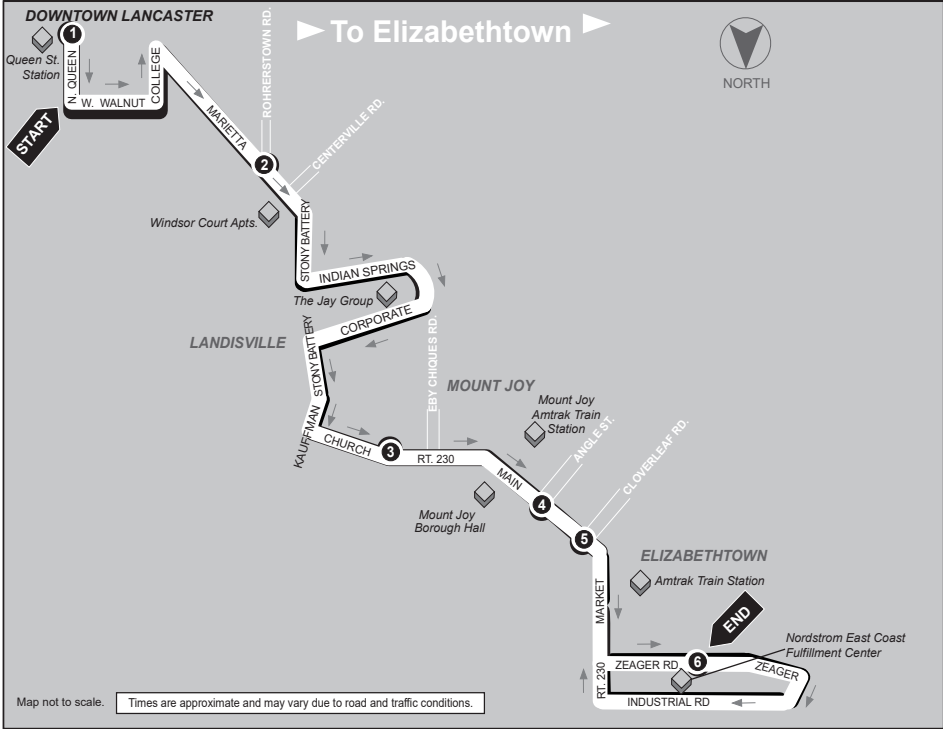 DOWNTOWN LANCASTER
To Elizabethtown
NORTH
1
Queen St.
Station
N. QUEEN
W. WALNUT
COLLEGE
START
MARIETTA
ROHRERSTOWN RD.
2
CENTERVILLE RD.
Windsor Court Apts.
STONY BATTERY
INDIAN SPRINGS
The Jay Group
CORPORATE
LANDISVILLE
STONY BATTERY
KAUFFMAN
CHURCH
3
EBY CHIQUES RD.
RT. 230
MOUNT JOY
Mount Joy
Amtrak Train
Station
MAIN
Mount Joy
Borough Hall
4
ANGLE ST.
5
CLOVERLEAF RD.
ELIZABETHTOWN
Amtrak Train Station
MARKET
END
Nordstrom East Coast
Fulfillment Center
RT. 230
ZEAGER RD.
6
ZEAGER
INDUSTRIAL RD
Map not to scale.
Times are approximate and may vary due to road and traffic conditions.